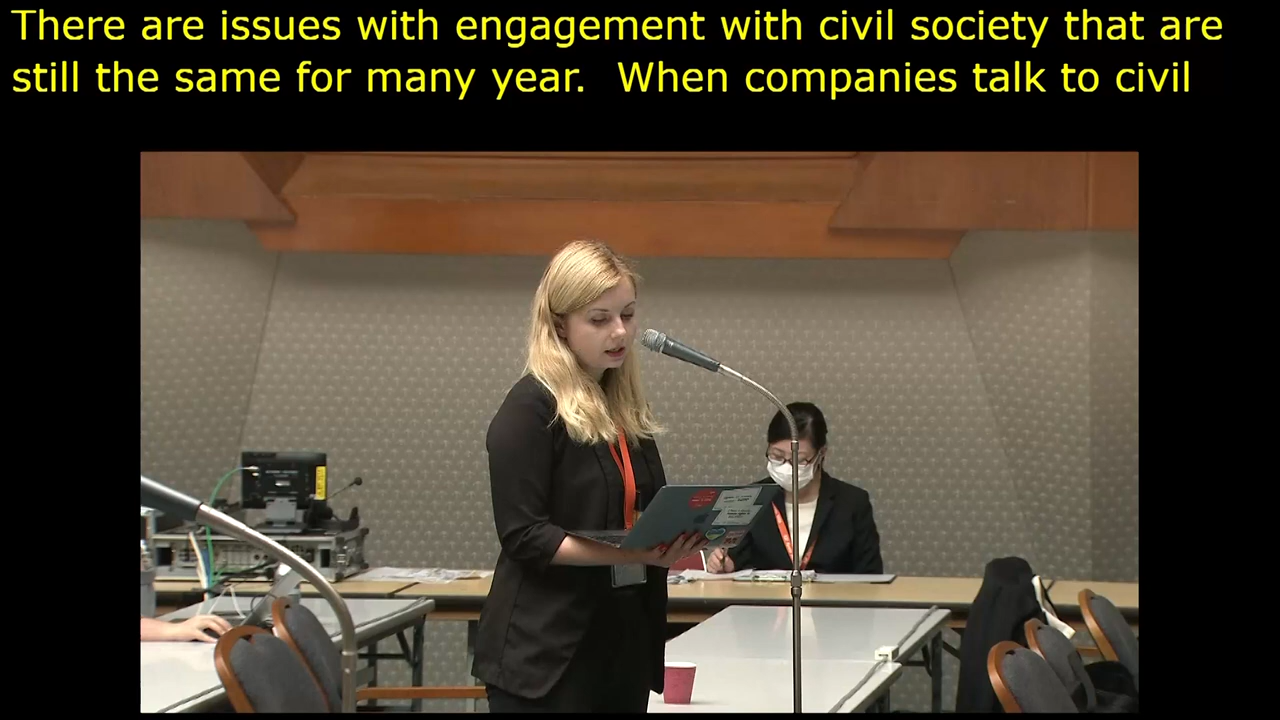 There are issues with engagement with civil society that are
still the same for many year.  When companies talk to civil